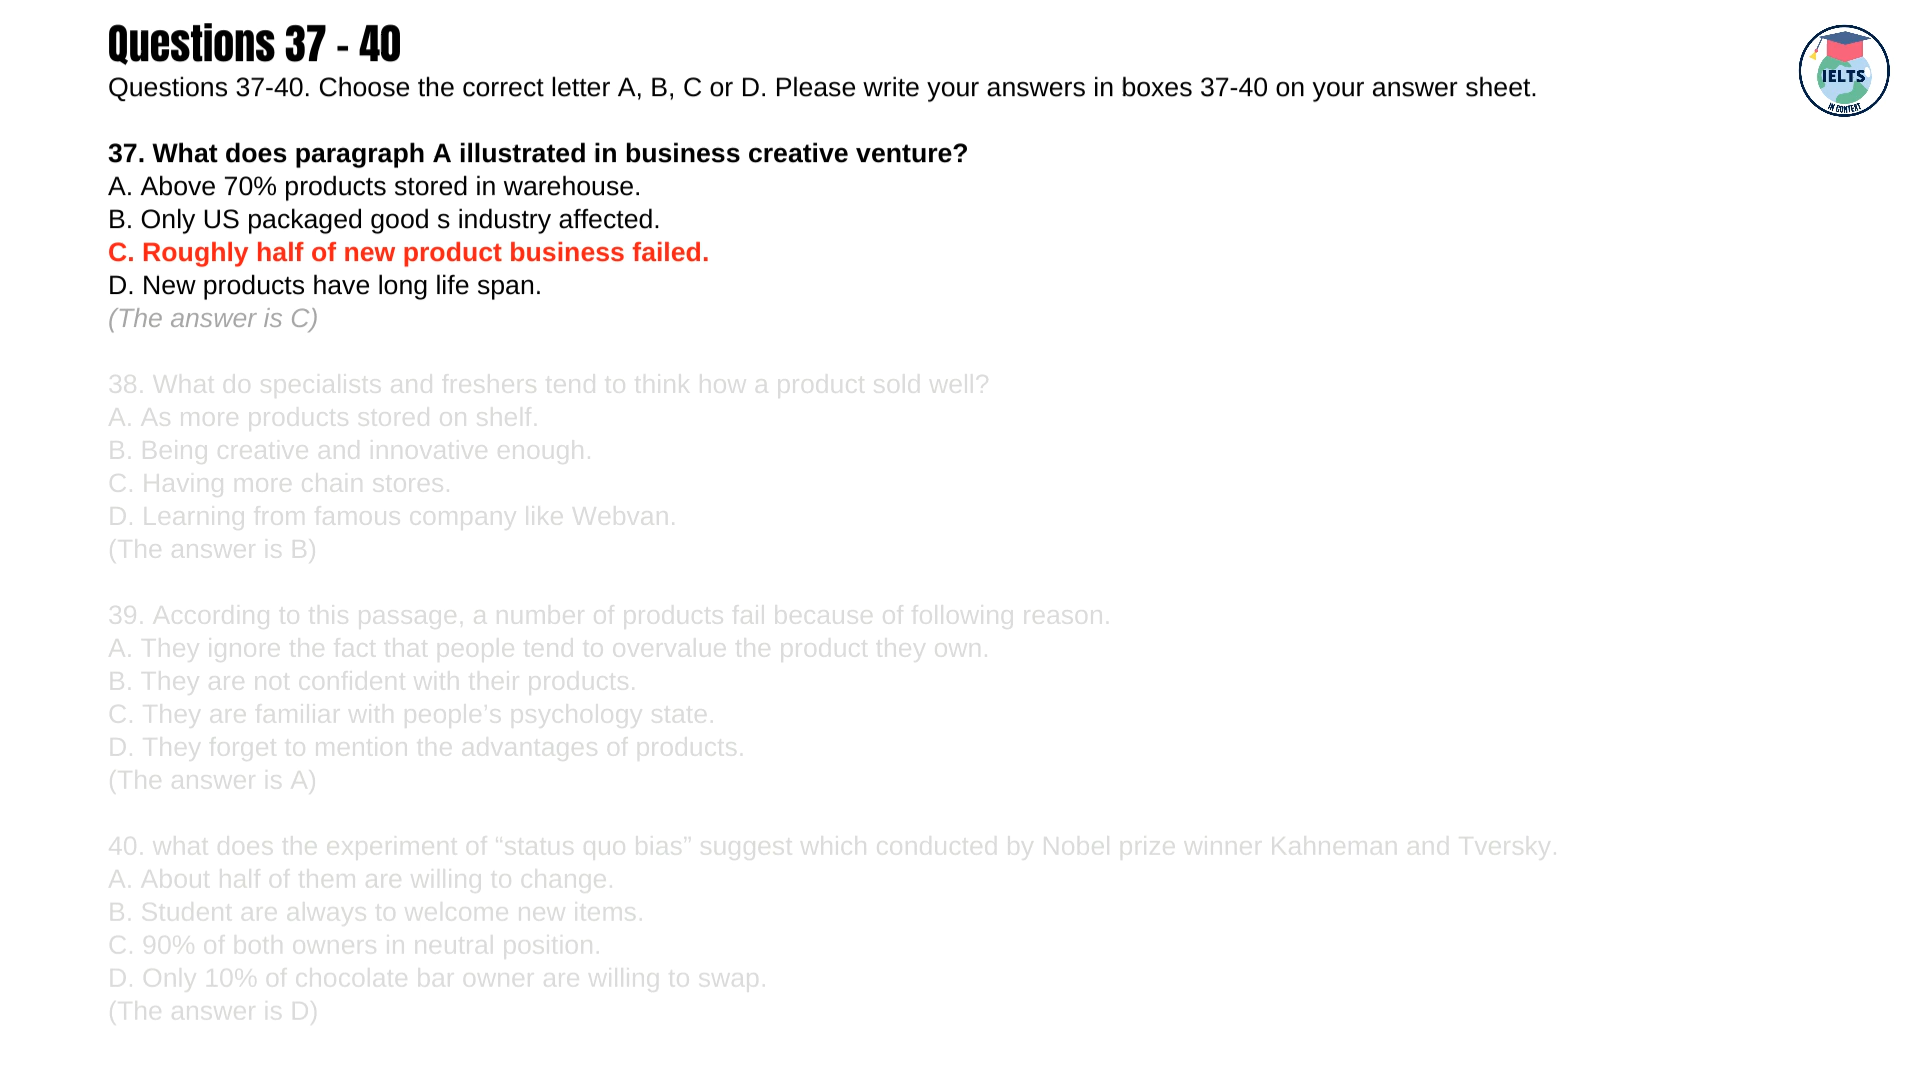 Questions 37 - 40
Questions 37-40. Choose the correct letter A, B, C or D. Please write your answers in boxes 37-40 on your answer sheet.
IELTS
IN CONTEXT
37. What does paragraph A illustrated in business creative venture?
A. Above 70% products stored in warehouse.
B. Only US packaged good s industry affected.
C. Roughly half of new product business failed.
D. New products have long life span.
(The answer is C)
38. What do specialists and freshers tend to think how a product sold well?
A. As more products stored on shelf.
B. Being creative and innovative enough.
C. Having more chain stores.
D. Learning from famous company like Webvan.
(The answer is B)
39. According to this passage, a number of products fail because of following reason.
A. They ignore the fact that people tend to overvalue the product they own.
B. They are not confident with their products.
C. They are familiar with people’s psychology state.
D. They forget to mention the advantages of products.
(The answer is A)
40. what does the experiment of “status quo bias” suggest which conducted by Nobel prize winner Kahneman and Tversky.
A. About half of them are willing to change.
B. Student are always to welcome new items.
C. 90% of both owners in neutral position.
D. Only 10% of chocolate bar owner are willing to swap.
(The answer is D)